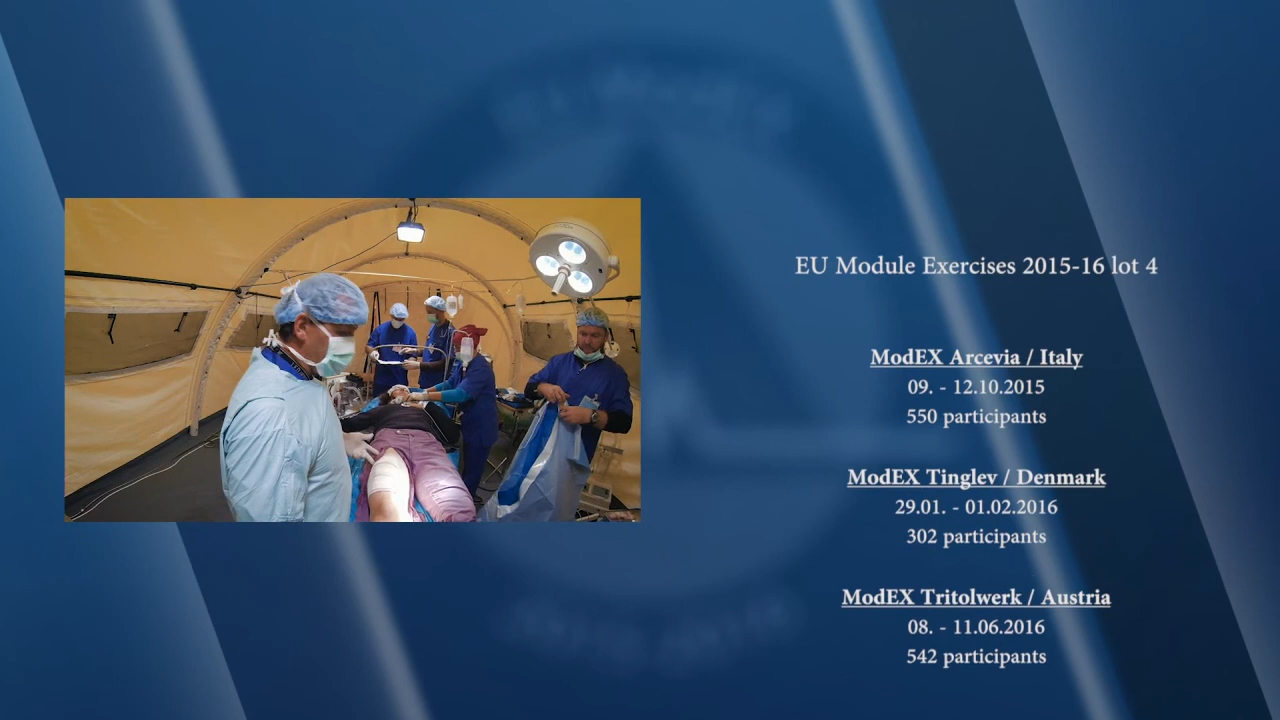 EU Module Exercises 2015-16 lot 4
ModEX Arcevia / Italy
09. - 12.10.2015
550 participants
ModEX Tinglev / Denmark
29.01. - 01.02.2016
302 participants
ModEX Tritolwerk / Austria
08. - 11.06.2016
542 participants